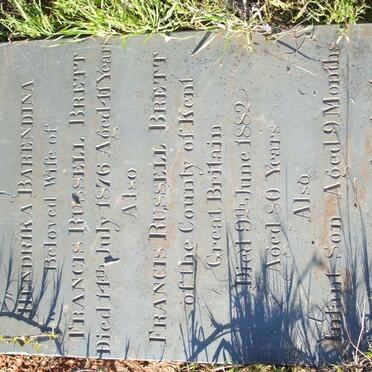 HENDRIKA BARENDINA
Beloved Wife of
FRANCIS RUSSELL BRETT
Died 14th July 1876 Aged 41 Years
Also
FRANCIS RUSSELL BRETT
of the County of Kent
Great Britain
Died 9th June 1882
Aged 80 Years
Also
Infant Son Aged 9 Months